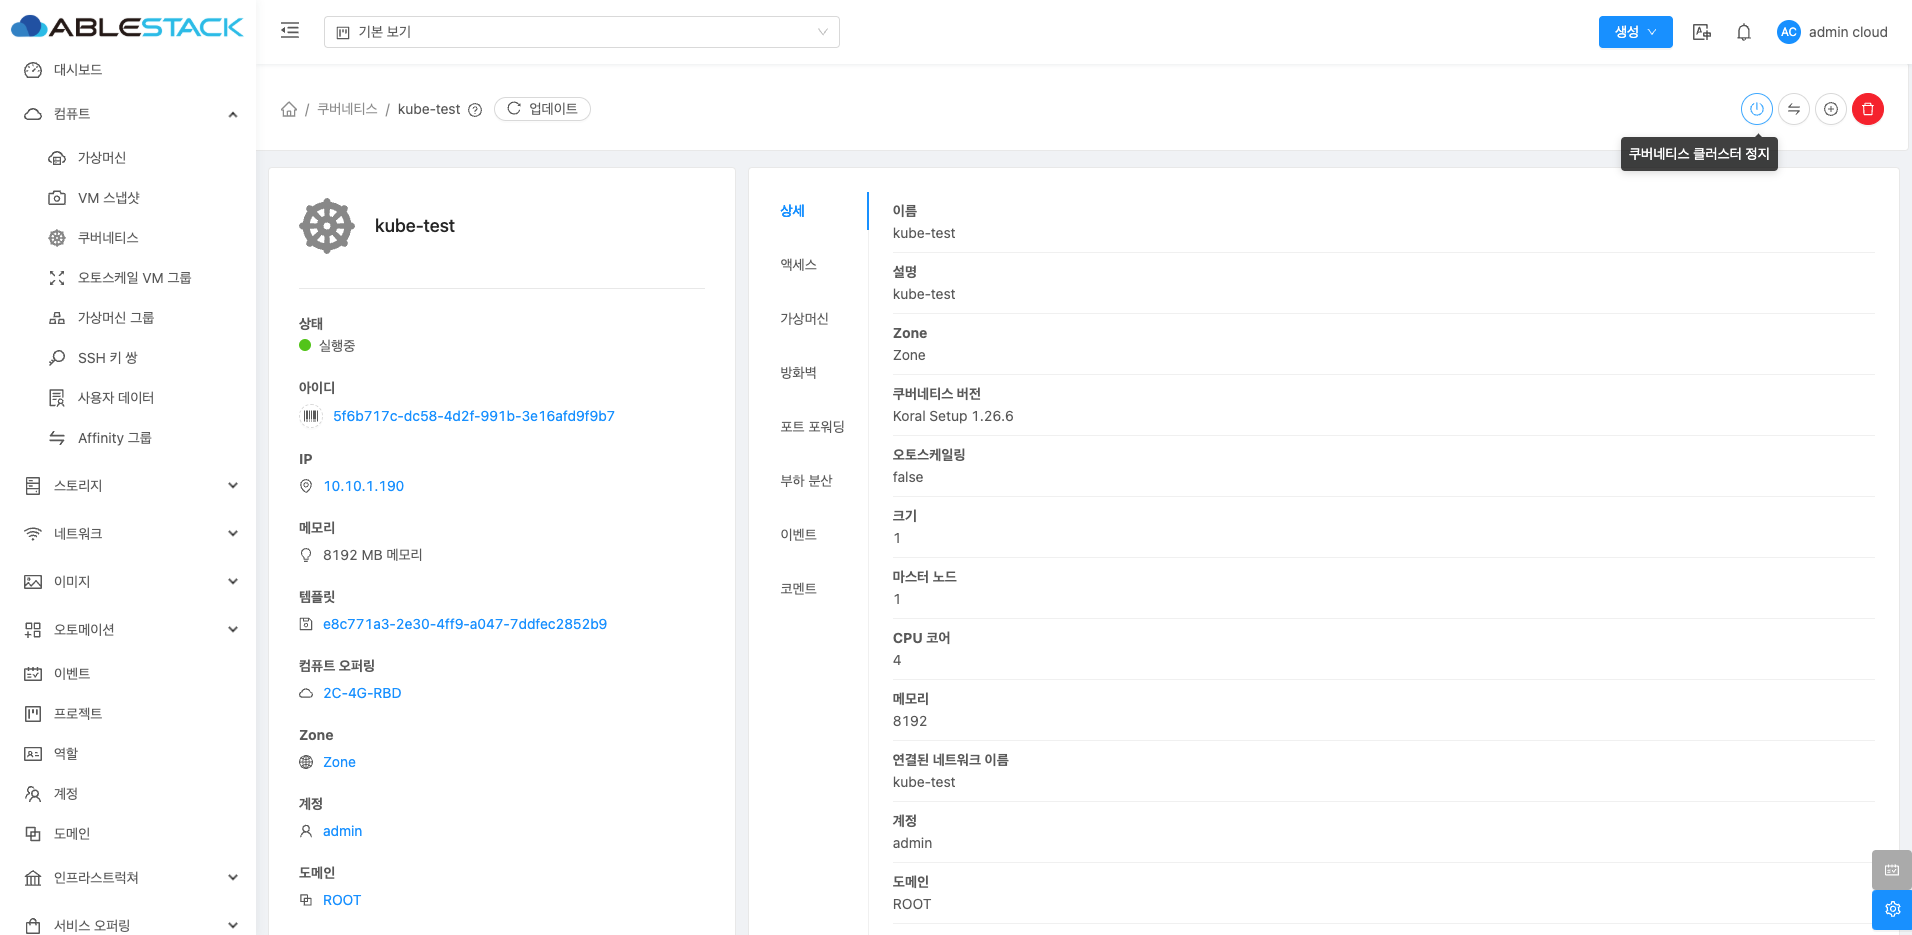 ABLESTACK
기본 보기
생성
AC
admin cloud
대시보드
컴퓨트
가상머신
VM 스냅샷
쿠버네티스
오토스케일 VM 그룹
가상머신 그룹
SSH 키 쌍
사용자 데이터
Affinity 그룹
스토리지
네트워크
이미지
오토메이션
이벤트
프로젝트
역할
계정
도메인
인프라스트럭쳐
서비스 오퍼링
/ 쿠버네티스 / kube-test
업데이트
쿠버네티스 클러스터 정지
kube-test
상태
실행중
아이디
5f6b717c-dc58-4d2f-991b-3e16afd9f9b7
IP
10.10.1.190
메모리
8192 MB 메모리
템플릿
e8c771a3-2e30-4ff9-a047-7ddfec2852b9
컴퓨트 오퍼링
2C-4G-RBD
Zone
Zone
계정
admin
도메인
ROOT
상세
액세스
가상머신
방화벽
포트 포워딩
부하 분산
이벤트
코멘트
이름
kube-test
설명
kube-test
Zone
Zone
쿠버네티스 버전
Koral Setup 1.26.6
오토스케일링
false
크기
1
마스터 노드
1
CPU 코어
4
메모리
8192
연결된 네트워크 이름
kube-test
계정
admin
도메인
ROOT